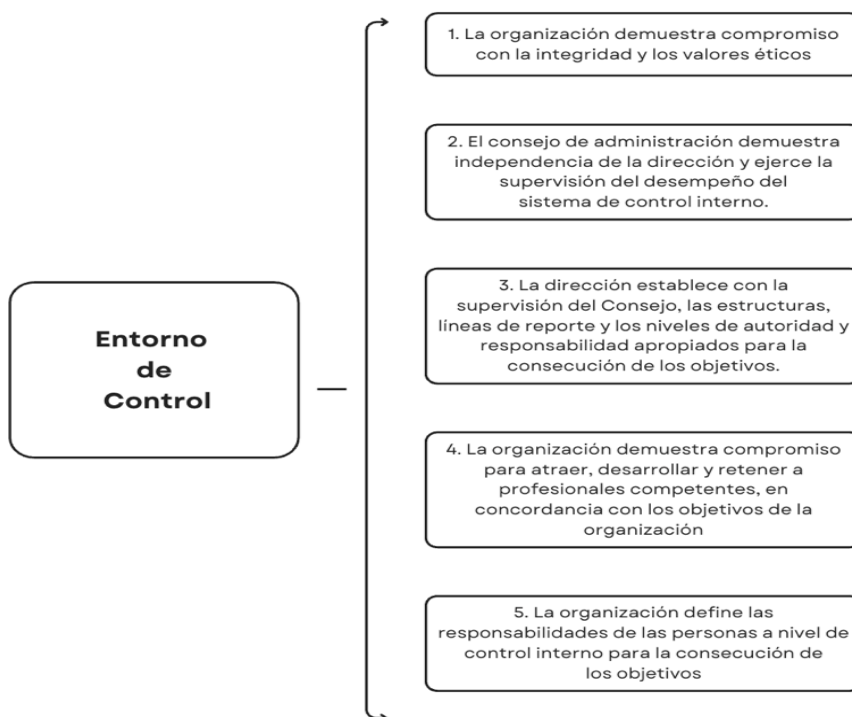 1. La organización demuestra compromiso
con la integridad y los valores éticos
2. El consejo de administración demuestra
independencia de la dirección y ejerce la
supervisión del desempeño del
sistema de control interno.
3. La dirección establece con la
supervisión del Consejo, las estructuras,
líneas de reporte y los niveles de autoridad y
responsabilidad apropiados para la
consecución de los objetivos.
Entorno
de
Control
4. La organización demuestra compromiso
para atraer, desarrollar y retener a
profesionales competentes, en
concordancia con los objetivos de la
organización
5. La organización define las
responsabilidades de las personas a nivel de
control interno para la consecución de
los objetivos